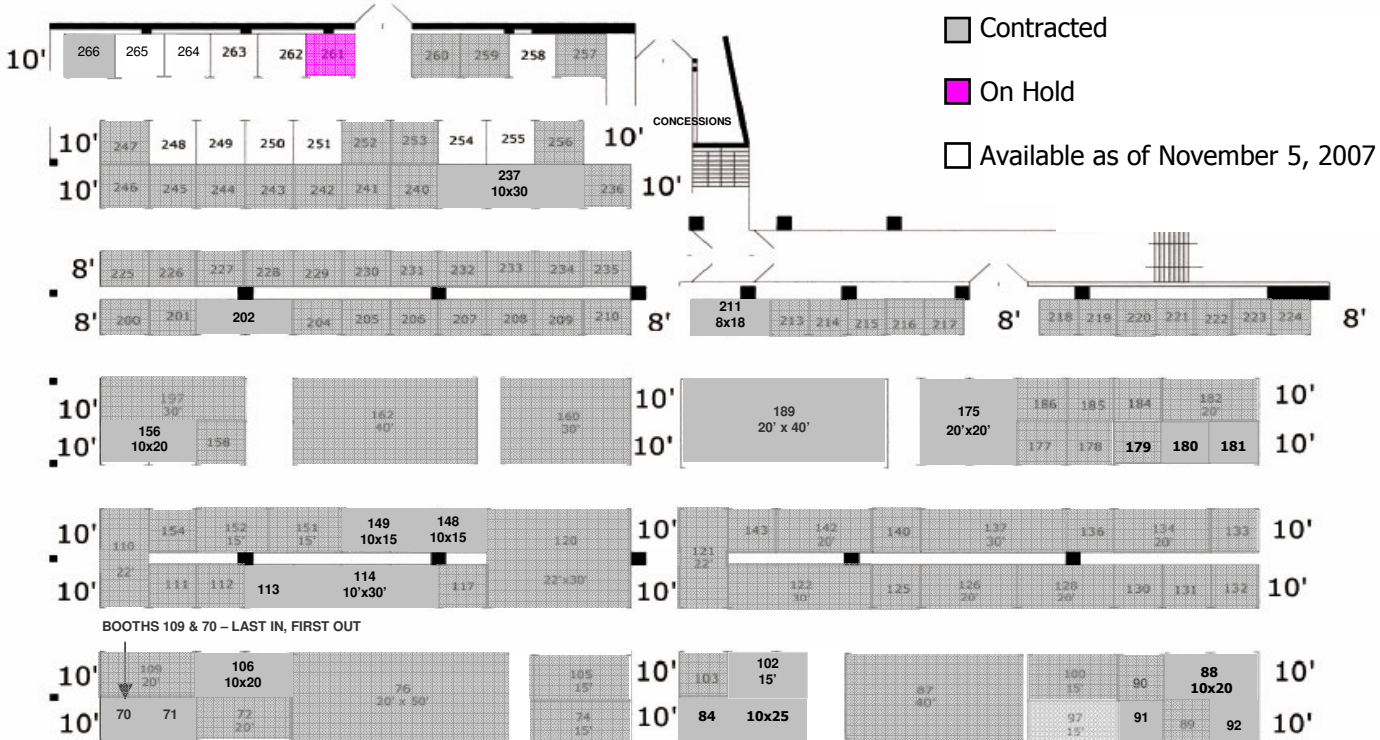 Contracted
On Hold
Available as of November 5, 2007
10' 266 265 264 263 262 261 260 259 258 257
CONCESSIONS
10' 247 248 249 250 251 252 253 254 255 256 10'
10' 246 245 244 243 242 241 240 237 236 10'
10x30
8' 225 226 227 228 229 230 231 232 233 234 235
8' 200 201 202 204 205 206 207 208 209 210 8' 211 213 214 215 216 217 8' 218 219 220 221 222 223 224 8'
8x18
10' 197 162 160 10' 189 175 186 185 184 182 10'
30' 40' 30' 20' x 40' 20'x20' 20'
10' 156 158 10' 177 178 179 180 181 10'
10x20
10' 110 154 152 151 149 148 120 10' 121 143 142 140 137 136 134 133 10'
15' 15' 10x15 10x15 22' 20' 30' 20'
10' 22' 111 112 113 114 117 22'x30' 10' 122 125 126 128 130 131 132 10'
10'x30' 30' 20' 20'
BOOTHS 109 & 70 – LAST IN, FIRST OUT
10' 109 106 76 105 10' 103 102 87 100 90 88 10'
20' 10x20 20' x 50' 15' 15' 40' 15' 10x20
10' 70 71 72 74 10' 84 10x25 97 91 89 92 10'
20' 15' 15'